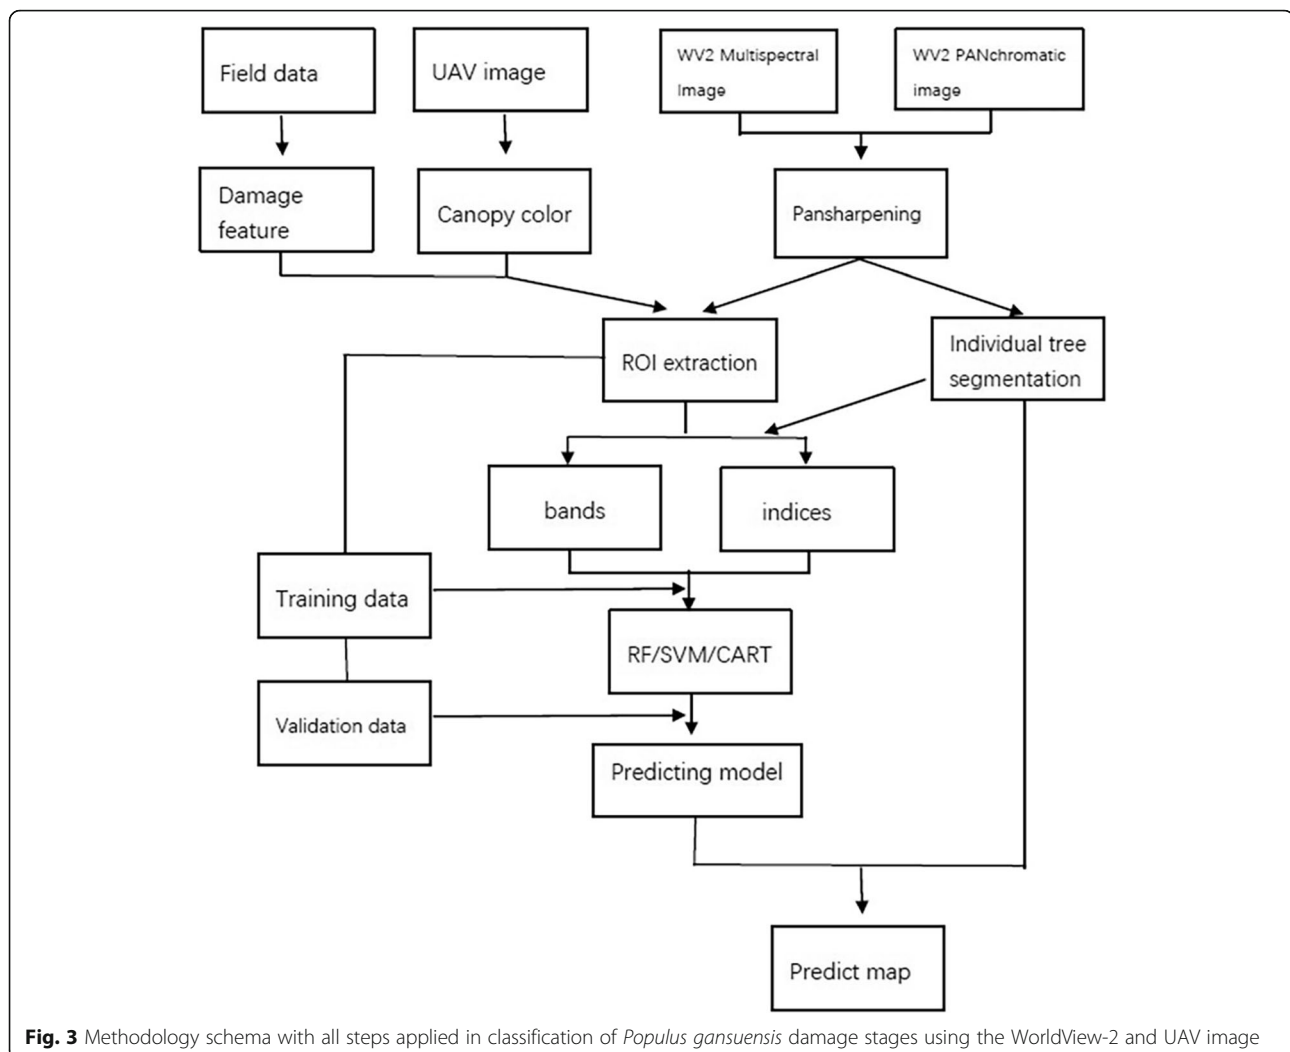 Field data
UAV image
WV2 Multispectral
Image
WV2 PANchromatic
image
Damage
feature
Canopy color
Pansharpening
ROI extraction
Individual tree
segmentation
bands
indices
Training data
RF/SVM/CART
Validation data
Predicting model
Predict map
Fig. 3 Methodology schema with all steps applied in classification of Populus gansuensis damage stages using the WorldView-2 and UAV image